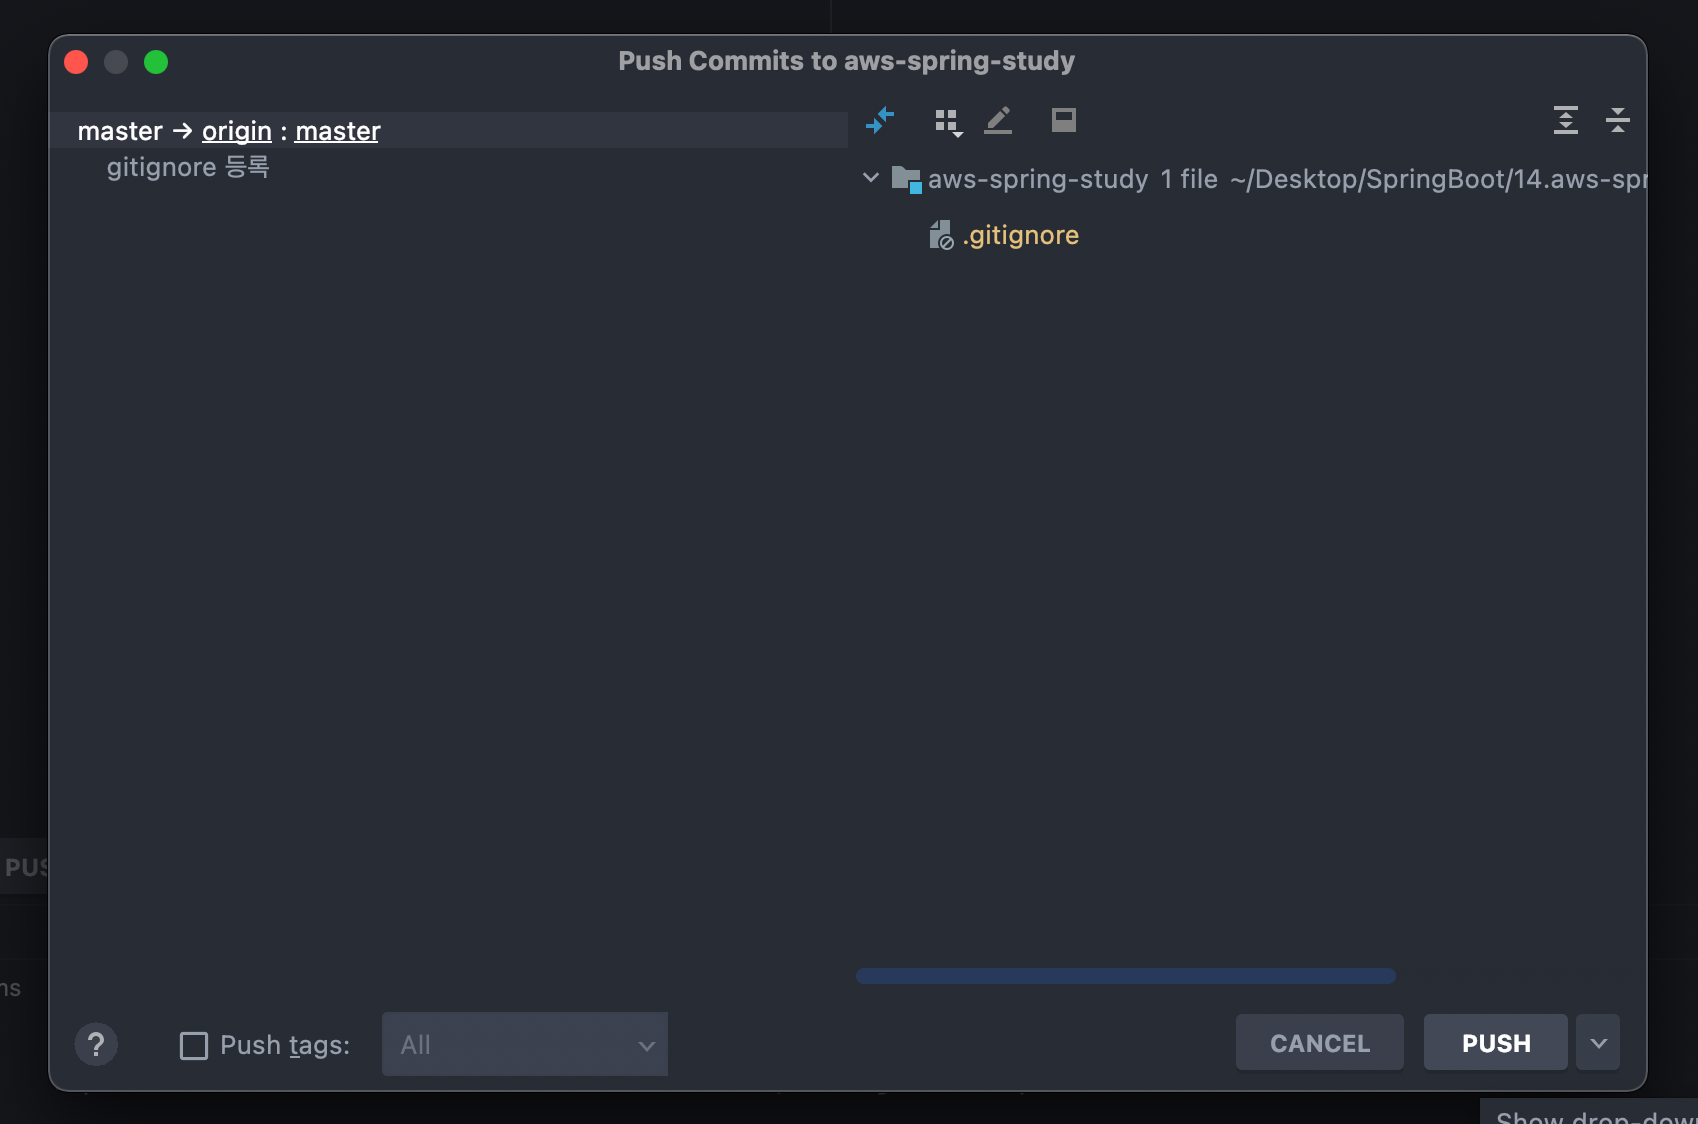 Push Commits to aws-spring-study
master → origin : master
gitignore 등록
aws-spring-study 1 file ~/Desktop/SpringBoot/14.aws-spr
.gitignore
PUS
ns
? Push tags: All
CANCEL PUSH
Show drop-down